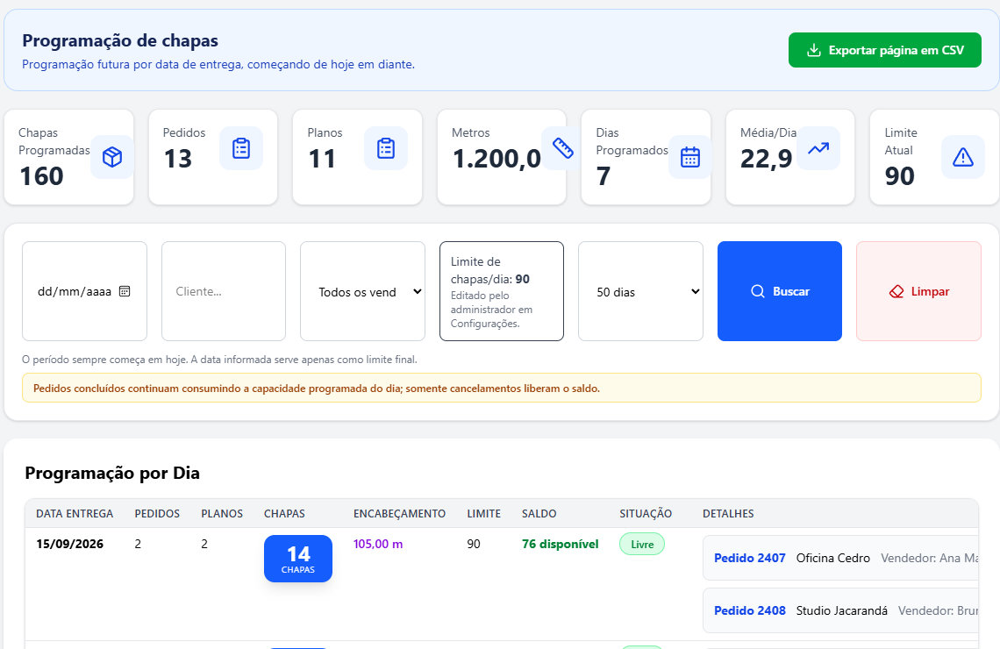 Programação de chapas
Programação futura por data de entrega, começando de hoje em diante.
Exportar página em CSV
Chapas
Programadas
160
Pedidos
13
Planos
11
Metros
1.200,0
Dias
Programados
7
Média/Dia
22,9
Limite
Atual
90
dd/mm/aaaa
Cliente...
Todos os vend
Limite de
chapas/dia: 90
Editado pelo
administrador em
Configurações.
50 dias
Buscar
Limpar
O período sempre começa em hoje. A data informada serve apenas como limite final.
Pedidos concluídos continuam consumindo a capacidade programada do dia; somente cancelamentos liberam o saldo.
Programação por Dia
DATA ENTREGA PEDIDOS PLANOS CHAPAS ENCABEÇAMENTO LIMITE SALDO SITUAÇÃO DETALHES
15/09/2026 2 2 14 CHAPAS 105,00 m 90 76 disponível Livre
Pedido 2407 Oficina Cedro Vendedor: Ana
Pedido 2408 Studio Jacarandá Vendedor: